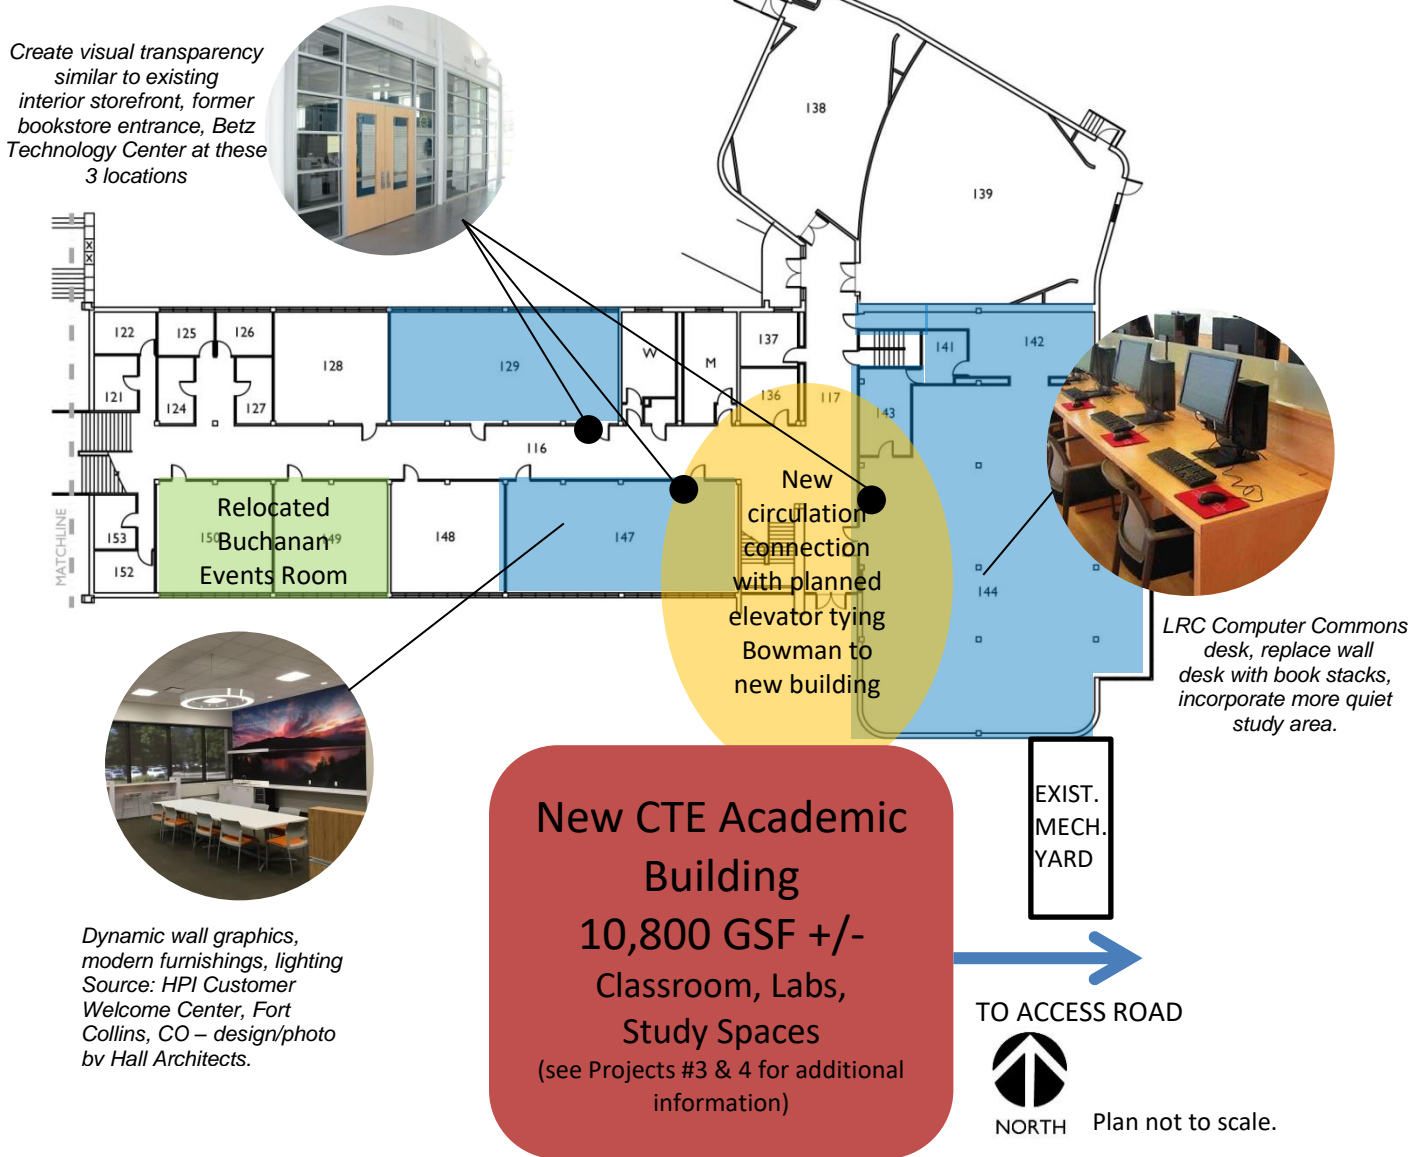 Create visual transparency
similar to existing
interior storefront, former
bookstore entrance, Betz
Technology Center at these
3 locations
138
139
X
X
122
125
126
128
129
W
M
137
141
142
121
124
127
136
117
143
116
Relocated
Buchanan
Events Room
150
149
148
147
153
152
MATCHLINE
New
circulation
connection
with planned
elevator tying
Bowman to
new building
144
LRC Computer Commons
desk, replace wall
desk with book stacks,
incorporate more quiet
study area.
EXIST.
MECH.
YARD
New CTE Academic
Building
10,800 GSF +/-
Classroom, Labs,
Study Spaces
(see Projects #3 & 4 for additional
information)
Dynamic wall graphics,
modern furnishings, lighting
Source: HPI Customer
Welcome Center, Fort
Collins, CO – design/photo
by Hall Architects.
TO ACCESS ROAD
NORTH
Plan not to scale.